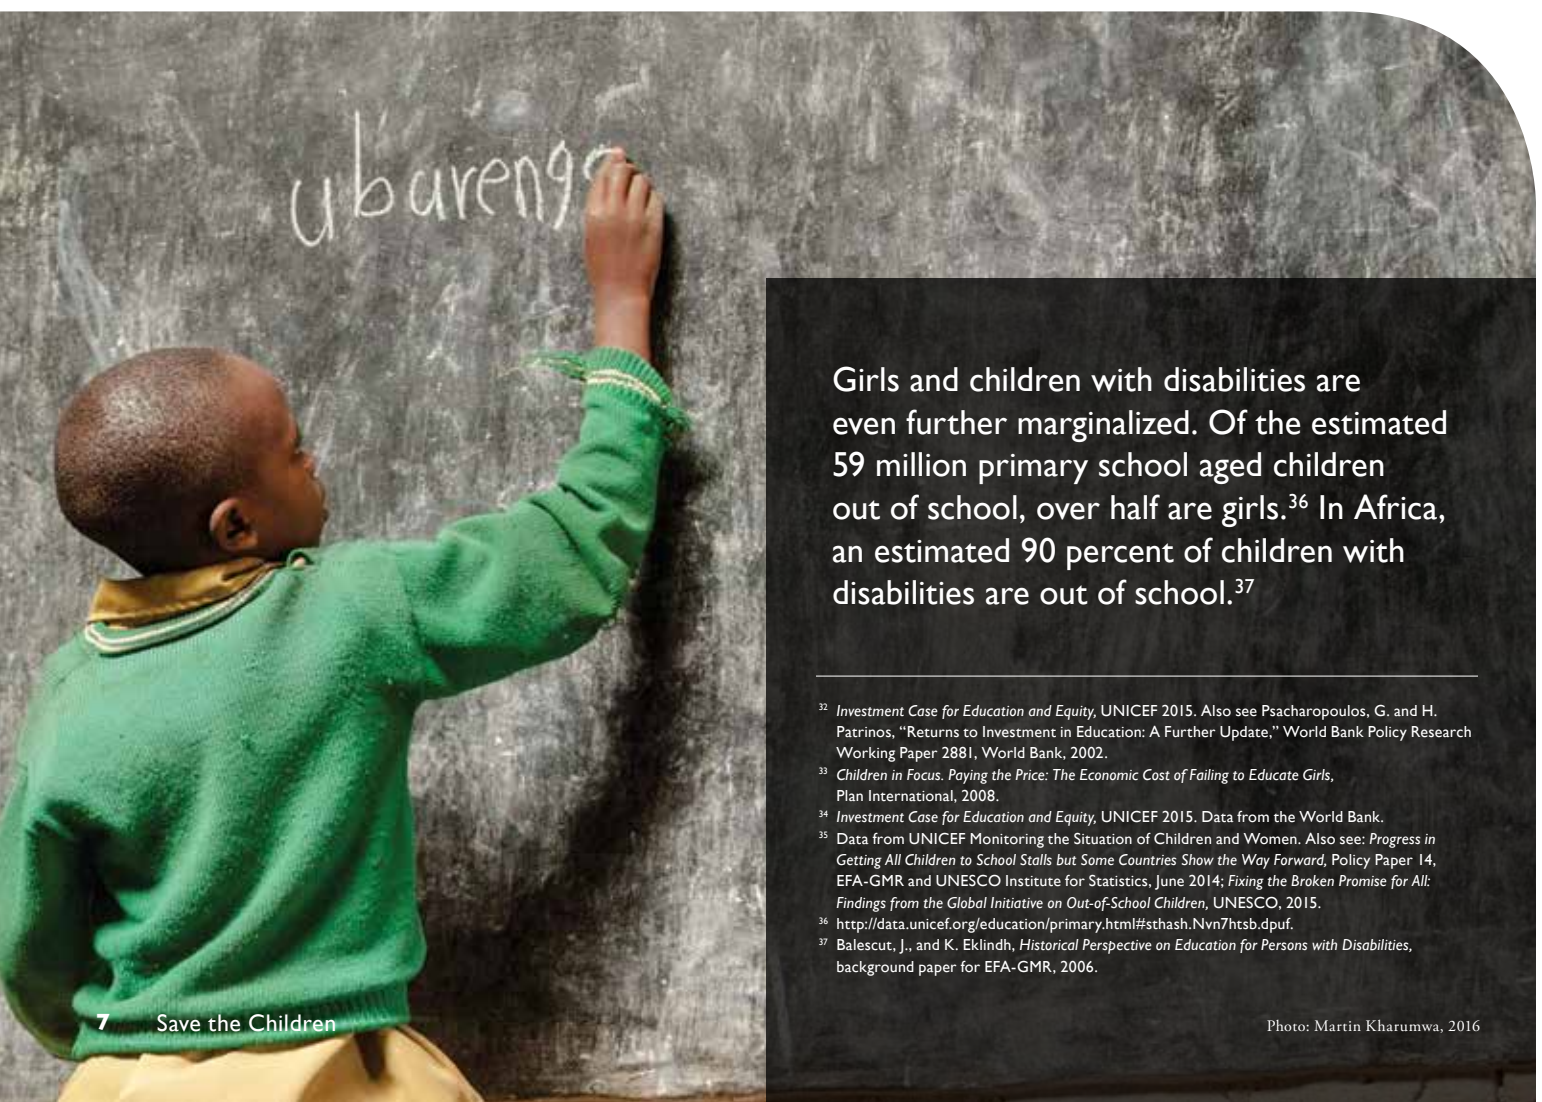 ubarenga
Girls and children with disabilities are
even further marginalized. Of the estimated
59 million primary school aged children
out of school, over half are girls.36 In Africa,
an estimated 90 percent of children with
disabilities are out of school.37
32 Investment Case for Education and Equity, UNICEF 2015. Also see Psacharopoulos, G. and H.
Patrinos, “Returns to Investment in Education: A Further Update,” World Bank Policy Research
Working Paper 2881, World Bank, 2002.
33 Children in Focus. Paying the Price: The Economic Cost of Failing to Educate Girls,
Plan International, 2008.
34 Investment Case for Education and Equity, UNICEF 2015. Data from the World Bank.
35 Data from UNICEF Monitoring the Situation of Children and Women. Also see: Progress in
Getting All Children to School Stalls but Some Countries Show the Way Forward, Policy Paper 14,
EFA-GMR and UNESCO Institute for Statistics, June 2014; Fixing the Broken Promise for All:
Findings from the Global Initiative on Out-of-School Children, UNESCO, 2015.
36 http://data.unicef.org/education/primary.html#sthash.Nvn7htsb.dpuf.
37 Balescut, J., and K. Eklindh, Historical Perspective on Education for Persons with Disabilities,
background paper for EFA-GMR, 2006.
7 Save the Children
Photo: Martin Kharumwa, 2016